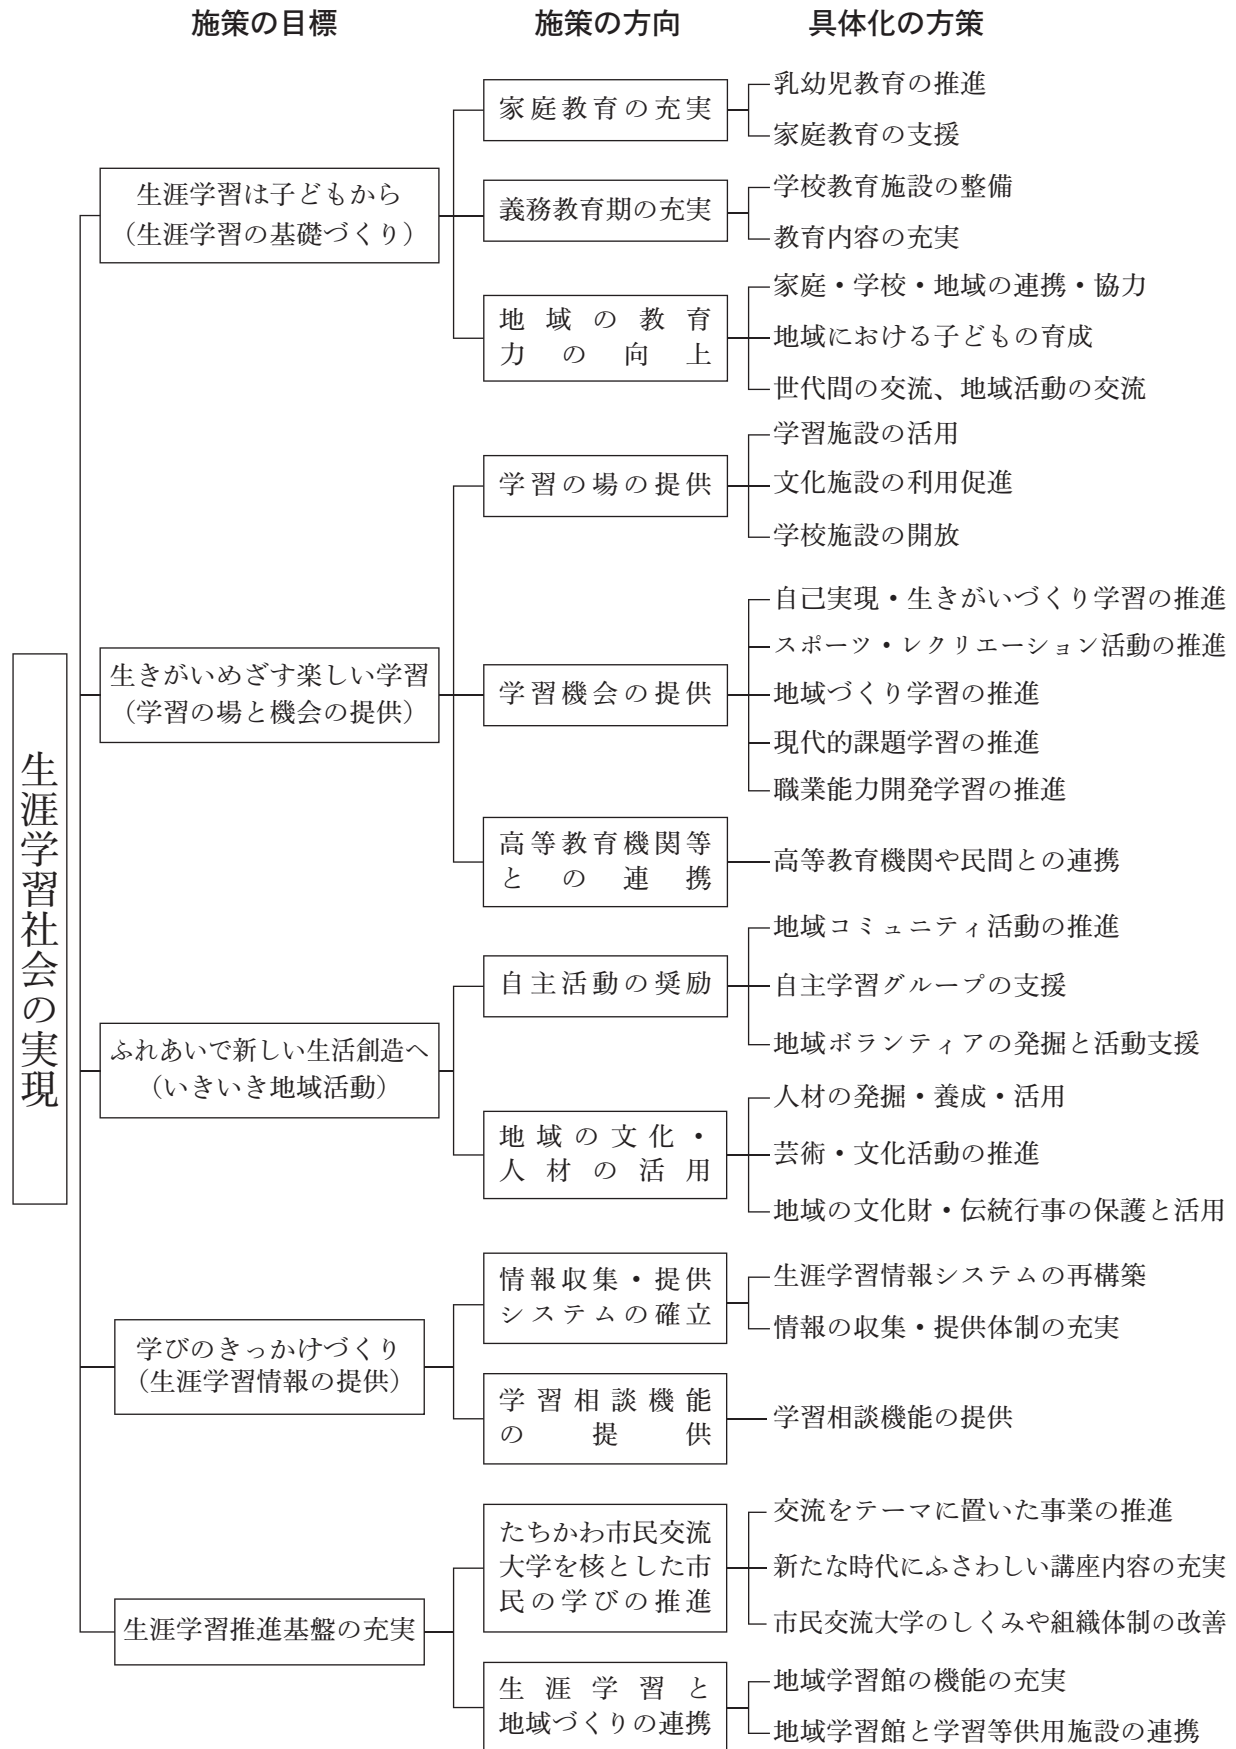 施策の目標
施策の方向
具体化の方策
生涯学習社会の実現
生涯学習は子どもから
（生涯学習の基礎づくり）
家庭教育の充実
乳幼児教育の推進
家庭教育の支援
義務教育期の充実
学校教育施設の整備
教育内容の充実
地域の教育
力の向上
家庭・学校・地域の連携・協力
地域における子どもの育成
世代間の交流、地域活動の交流
生きがいめざす楽しい学習
（学習の場と機会の提供）
学習の場の提供
学習施設の活用
文化施設の利用促進
学校施設の開放
学習機会の提供
自己実現・生きがいづくり学習の推進
スポーツ・レクリエーション活動の推進
地域づくり学習の推進
現代的課題学習の推進
職業能力開発学習の推進
高等教育機関等
との連携
高等教育機関や民間との連携
ふれあいで新しい生活創造へ
（いきいき地域活動）
自主活動の奨励
地域コミュニティ活動の推進
自主学習グループの支援
地域ボランティアの発掘と活動支援
地域の文化・
人材の活用
人材の発掘・養成・活用
芸術・文化活動の推進
地域の文化財・伝統行事の保護と活用
学びのきっかけづくり
（生涯学習情報の提供）
情報収集・提供
システムの確立
生涯学習情報システムの再構築
情報の収集・提供体制の充実
学習相談機能
の提供
学習相談機能の提供
生涯学習推進基盤の充実
たちかわ市民交流
大学を核とした市
民の学びの推進
交流をテーマに置いた事業の推進
新たな時代にふさわしい講座内容の充実
市民交流大学のしくみや組織体制の改善
生涯学習と
地域づくりの連携
地域学習館の機能の充実
地域学習館と学習等供用施設の連携